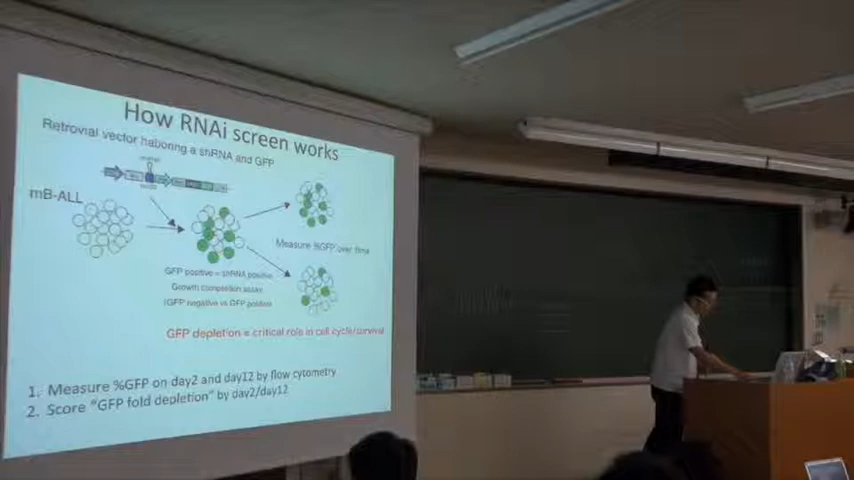 How RNAi screen works
Retrovial vector haboring a shRNA and GFP
mB-ALL
Measure %GFP over time
GFP positive = shRNA positive
Growth competition assay
(GFP negative vs GFP positive)
GFP depletion = critical role in cell cycle/survival
1. Measure %GFP on day2 and day12 by flow cytometry
2. Score "GFP fold depletion" by day2/day12